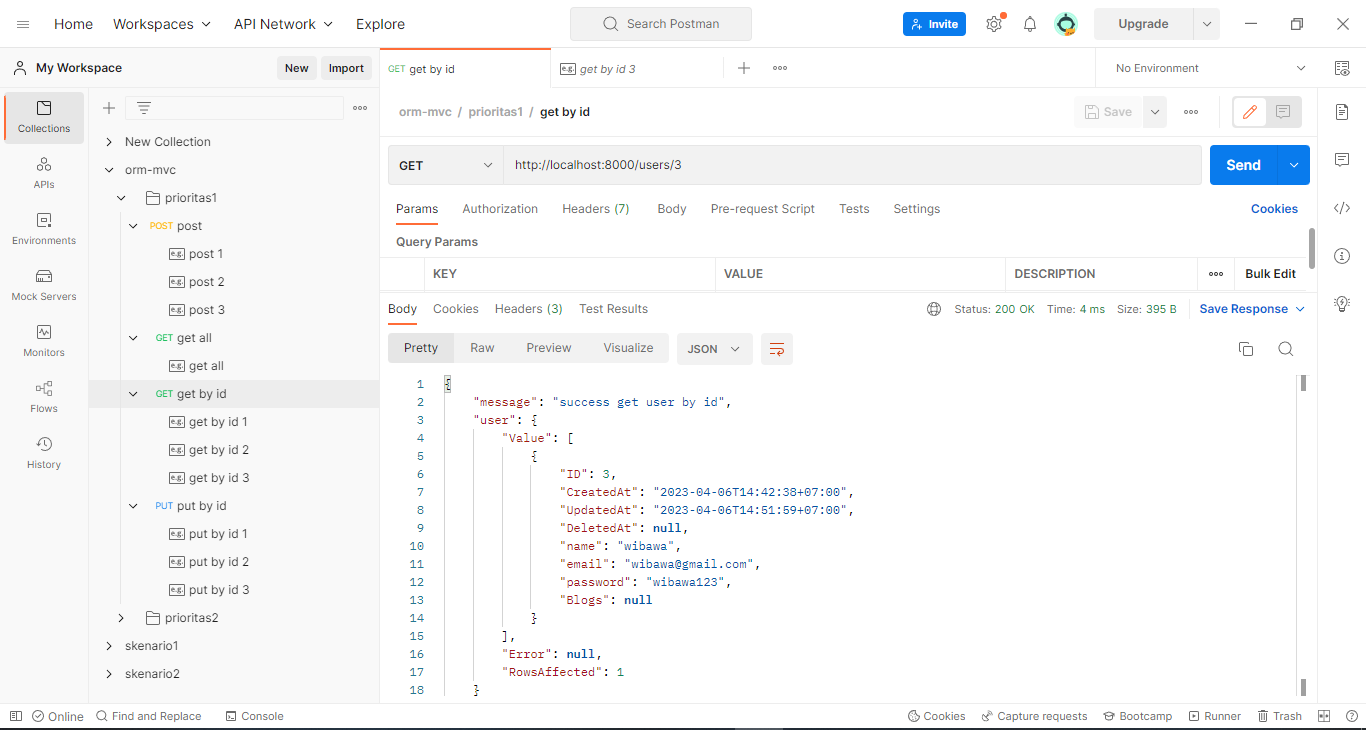 Home Workspaces API Network Explore Search Postman Invite Upgrade
My Workspace New Import GET get by id e.g. get by id 3 No Environment
Collections
APIs
Environments
Mock Servers
Monitors
Flows
History
New Collection
orm-mvc
prioritas1
POST post
e.g. post 1
e.g. post 2
e.g. post 3
GET get all
e.g. get all
GET get by id
e.g. get by id 1
e.g. get by id 2
e.g. get by id 3
PUT put by id
e.g. put by id 1
e.g. put by id 2
e.g. put by id 3
prioritas2
skenario1
skenario2
orm-mvc / prioritas1 / get by id Save
GET http://localhost:8000/users/3 Send
Params Authorization Headers (7) Body Pre-request Script Tests Settings Cookies
Query Params
KEY VALUE DESCRIPTION Bulk Edit
Body Cookies Headers (3) Test Results Status: 200 OK Time: 4 ms Size: 395 B Save Response
Pretty Raw Preview Visualize JSON
1 {
2 "message": "success get user by id",
3 "user": {
4 "Value": [
5 {
6 "ID": 3,
7 "CreatedAt": "2023-04-06T14:42:38+07:00",
8 "UpdatedAt": "2023-04-06T14:51:59+07:00",
9 "DeletedAt": null,
10 "name": "wibawa",
11 "email": "wibawa@gmail.com",
12 "password": "wibawa123",
13 "Blogs": null
14 }
15 ],
16 "Error": null,
17 "RowsAffected": 1
18 }
Online Find and Replace Console Cookies Capture requests Bootcamp Runner Trash